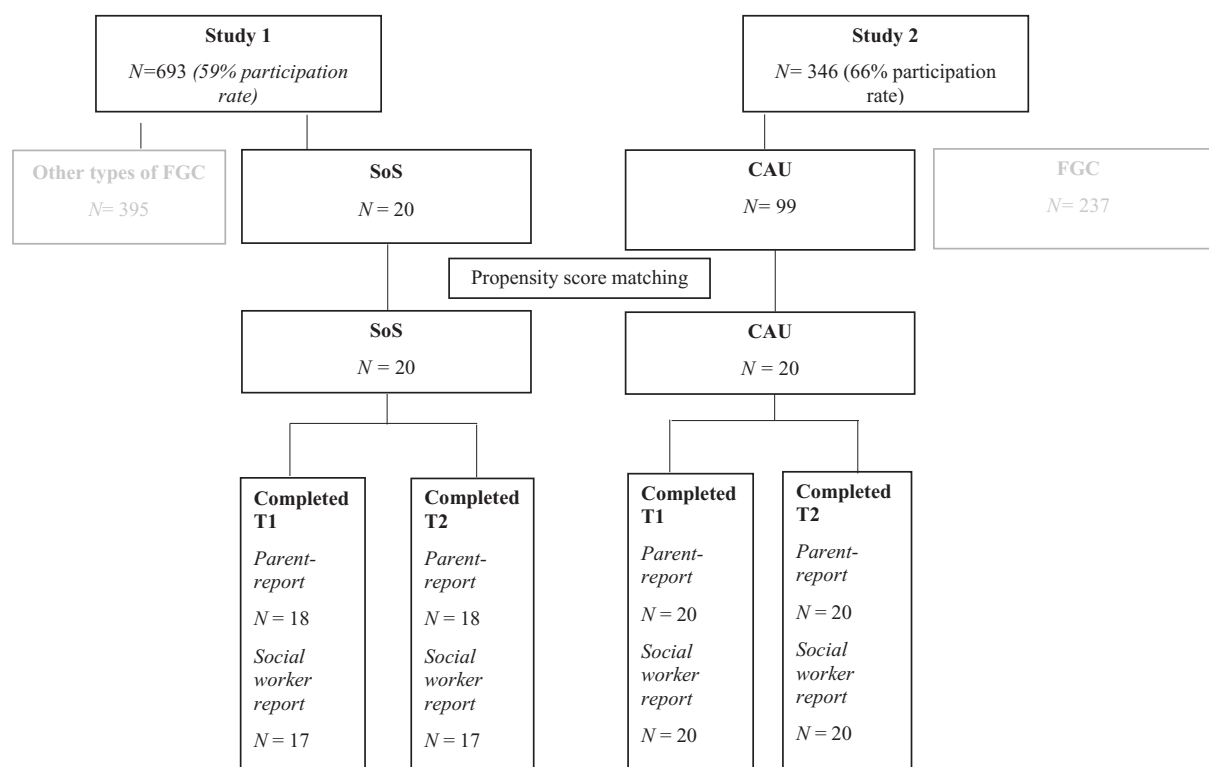 Study 1
N=693 (59% participation
rate)
Study 2
N= 346 (66% participation
rate)
Other types of FGC
N= 395
SoS
N = 20
CAU
N= 99
FGC
N= 237
Propensity score matching
SoS
N = 20
CAU
N = 20
Completed
T1
Parent-
report
N = 18
Social
worker
report
N = 17
Completed
T2
Parent-
report
N = 18
Social
worker
report
N = 17
Completed
T1
Parent-
report
N = 20
Social
worker
report
N = 20
Completed
T2
Parent-
report
N = 20
Social
worker
report
N = 20